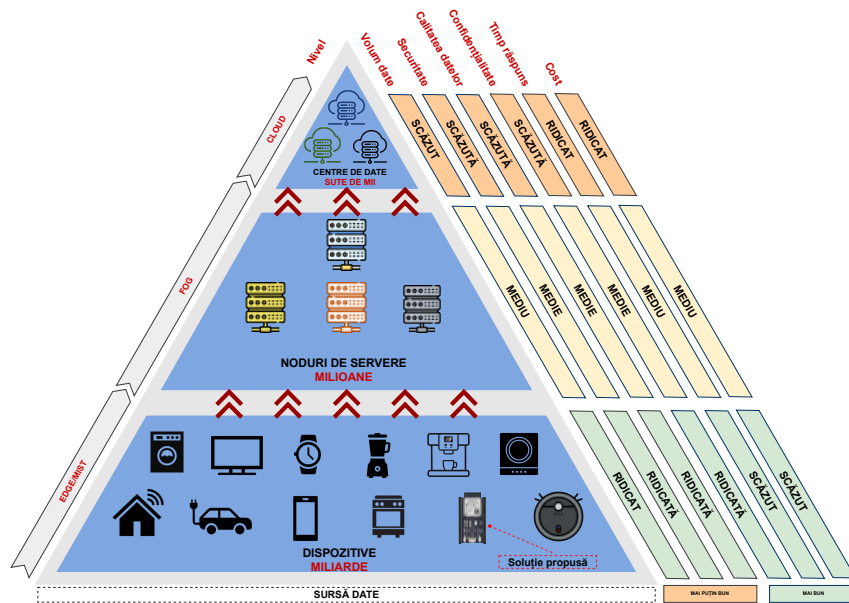 Nivel
Volum date
Securitate
Calitatea datelor
Confidențialitate
Timp răspuns
Cost
CLOUD
CENTRE DE DATE
SUTE DE MII
SCĂZUT
SCĂZUTĂ
SCĂZUTĂ
SCĂZUTĂ
RIDICAT
RIDICAT
FOG
NODURI DE SERVERE
MILIOANE
MEDIU
MEDIE
MEDIE
MEDIE
MEDIU
MEDIU
EDGE/MIST
DISPOZITIVE
MILIARDE
Soluție propusă
RIDICAT
RIDICATĂ
RIDICATĂ
RIDICATĂ
SCĂZUT
SCĂZUT
SURSĂ DATE
MAI PUȚIN BUN
MAI BUN